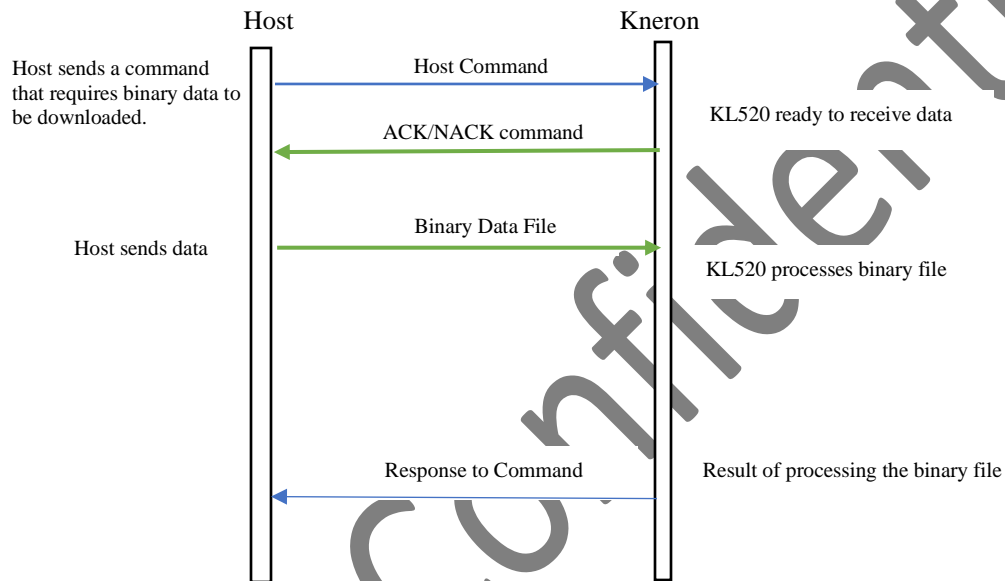 Host
Kneron
Host sends a command
that requires binary data to
be downloaded.
Host Command
KL520 ready to receive data
ACK/NACK command
Binary Data File
Host sends data
KL520 processes binary file
Response to Command
Result of processing the binary file